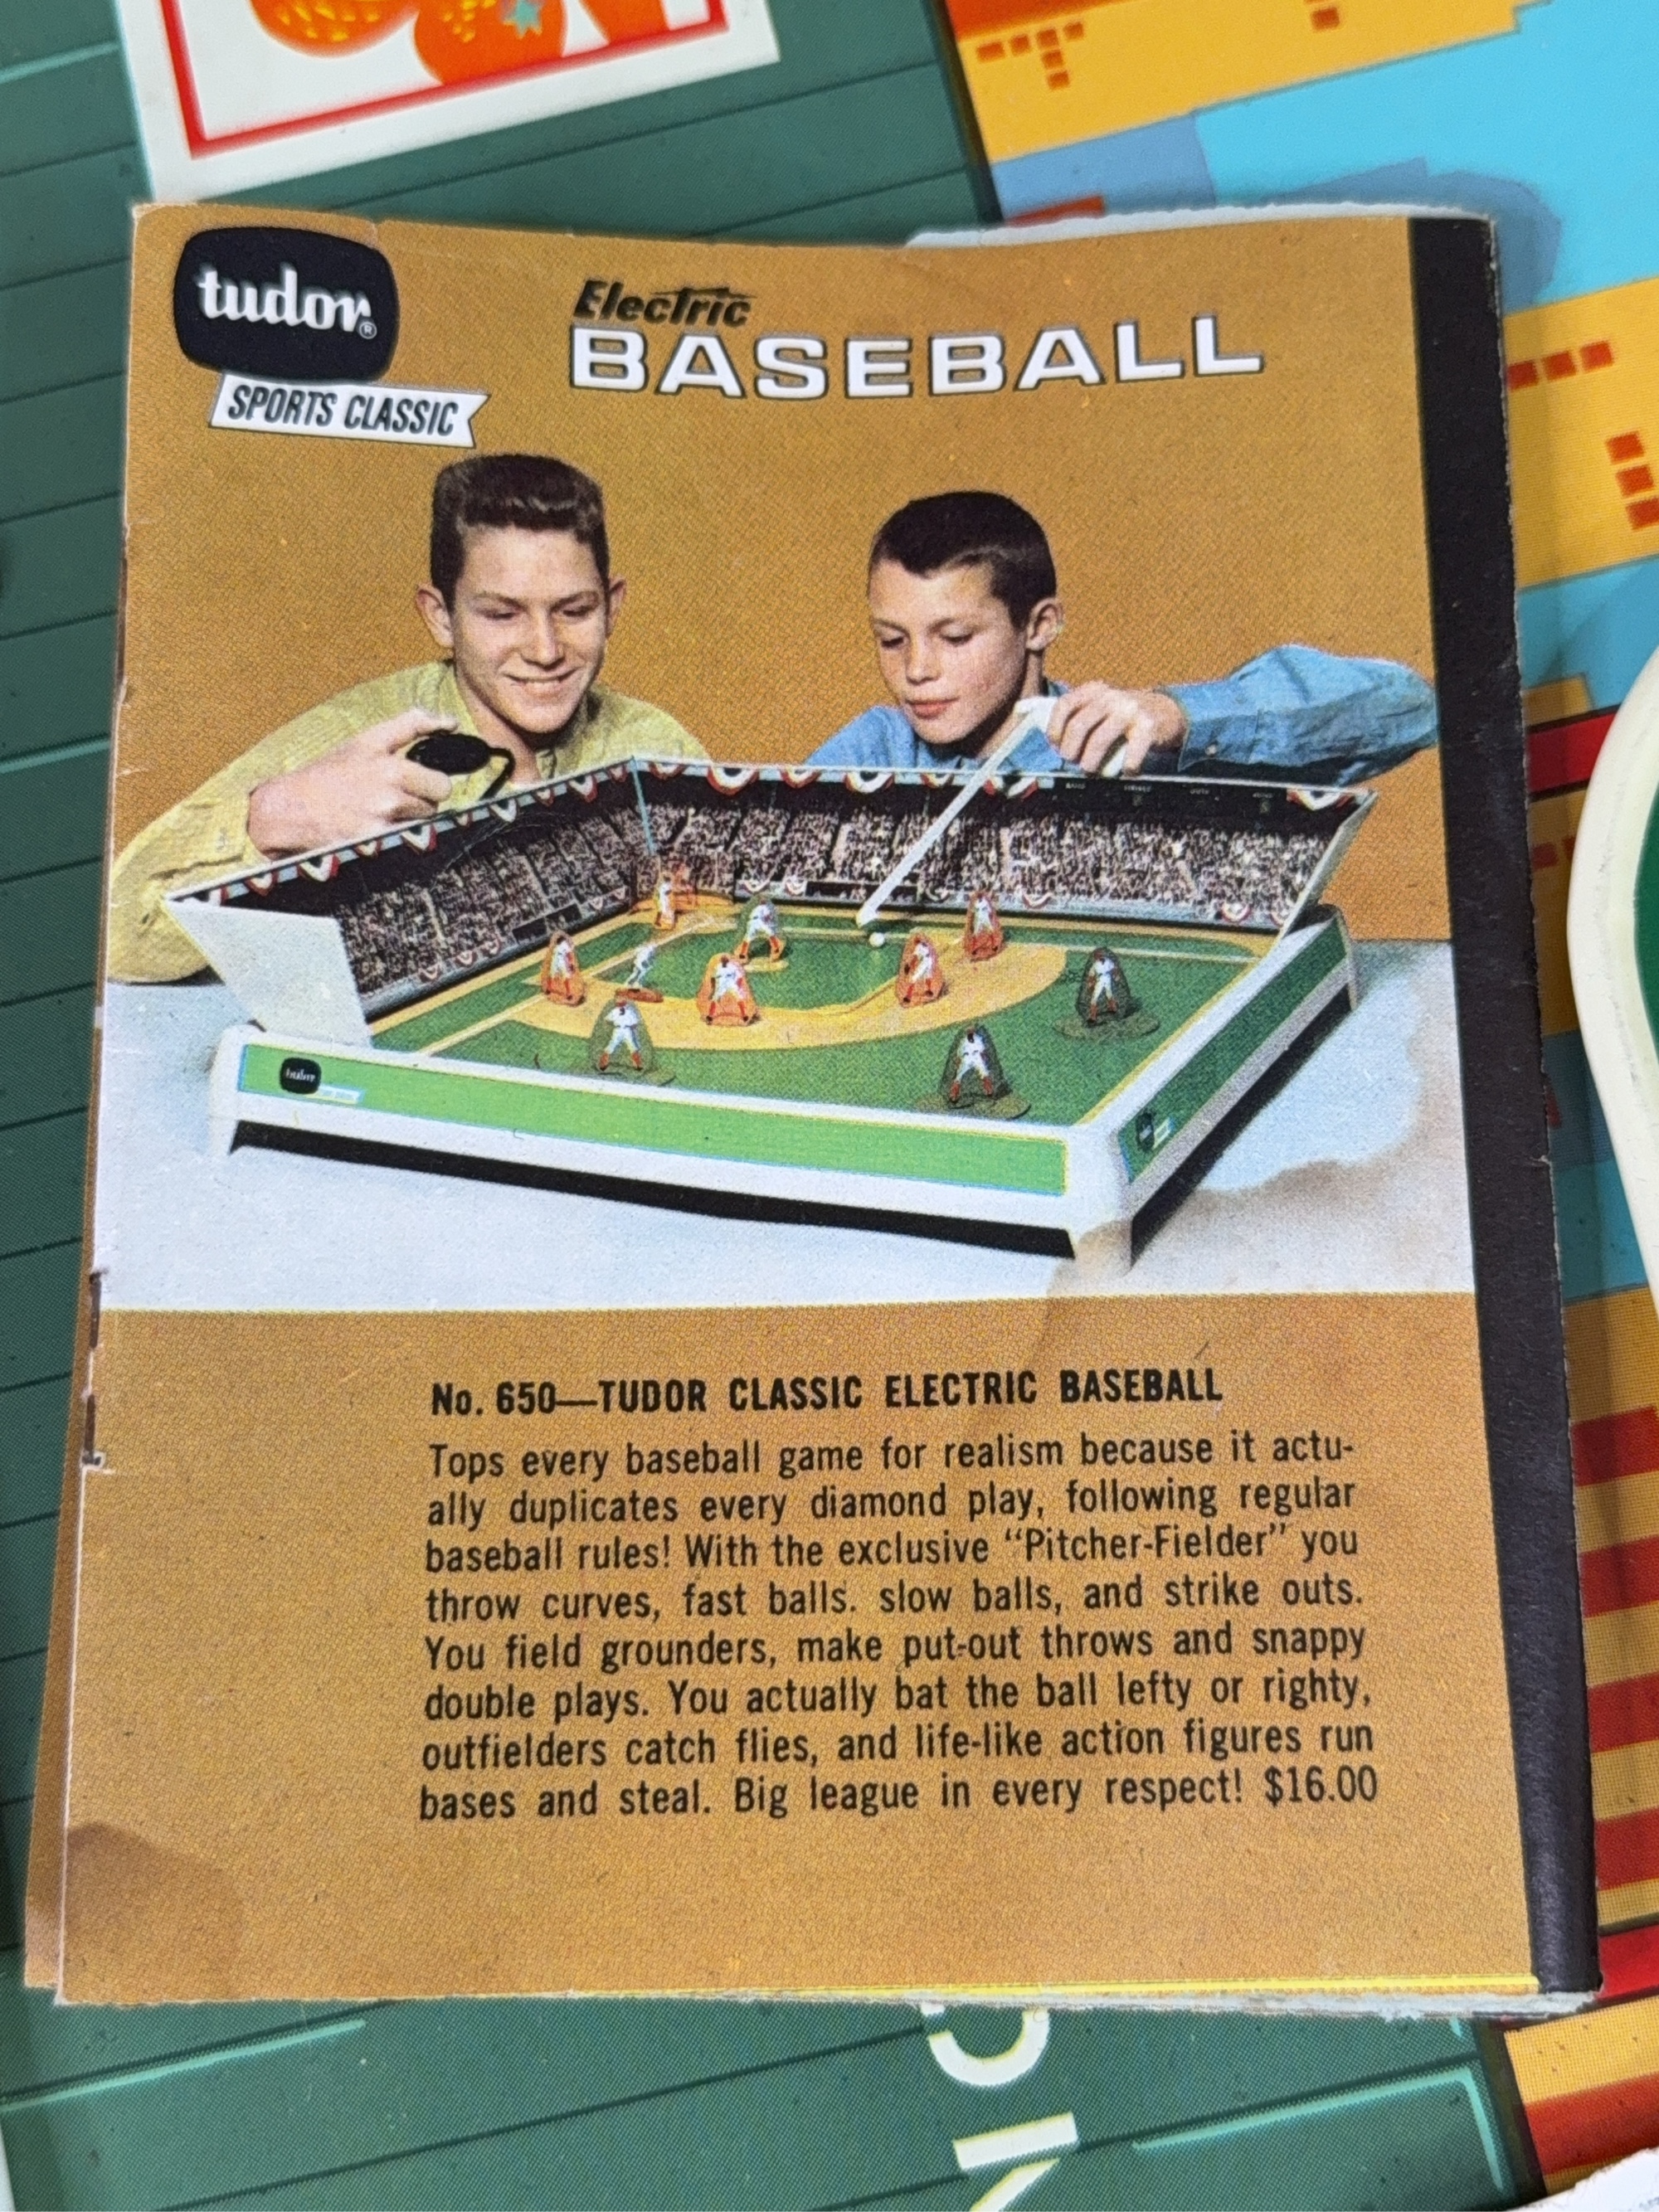 tudor®
SPORTS CLASSIC
Electric
BASEBALL
tudor
No. 650—TUDOR CLASSIC ELECTRIC BASEBALL
Tops every baseball game for realism because it actu-
ally duplicates every diamond play, following regular
baseball rules! With the exclusive “Pitcher-Fielder” you
throw curves, fast balls. slow balls, and strike outs.
You field grounders, make put-out throws and snappy
double plays. You actually bat the ball lefty or righty,
outfielders catch flies, and life-like action figures run
bases and steal. Big league in every respect! $16.00